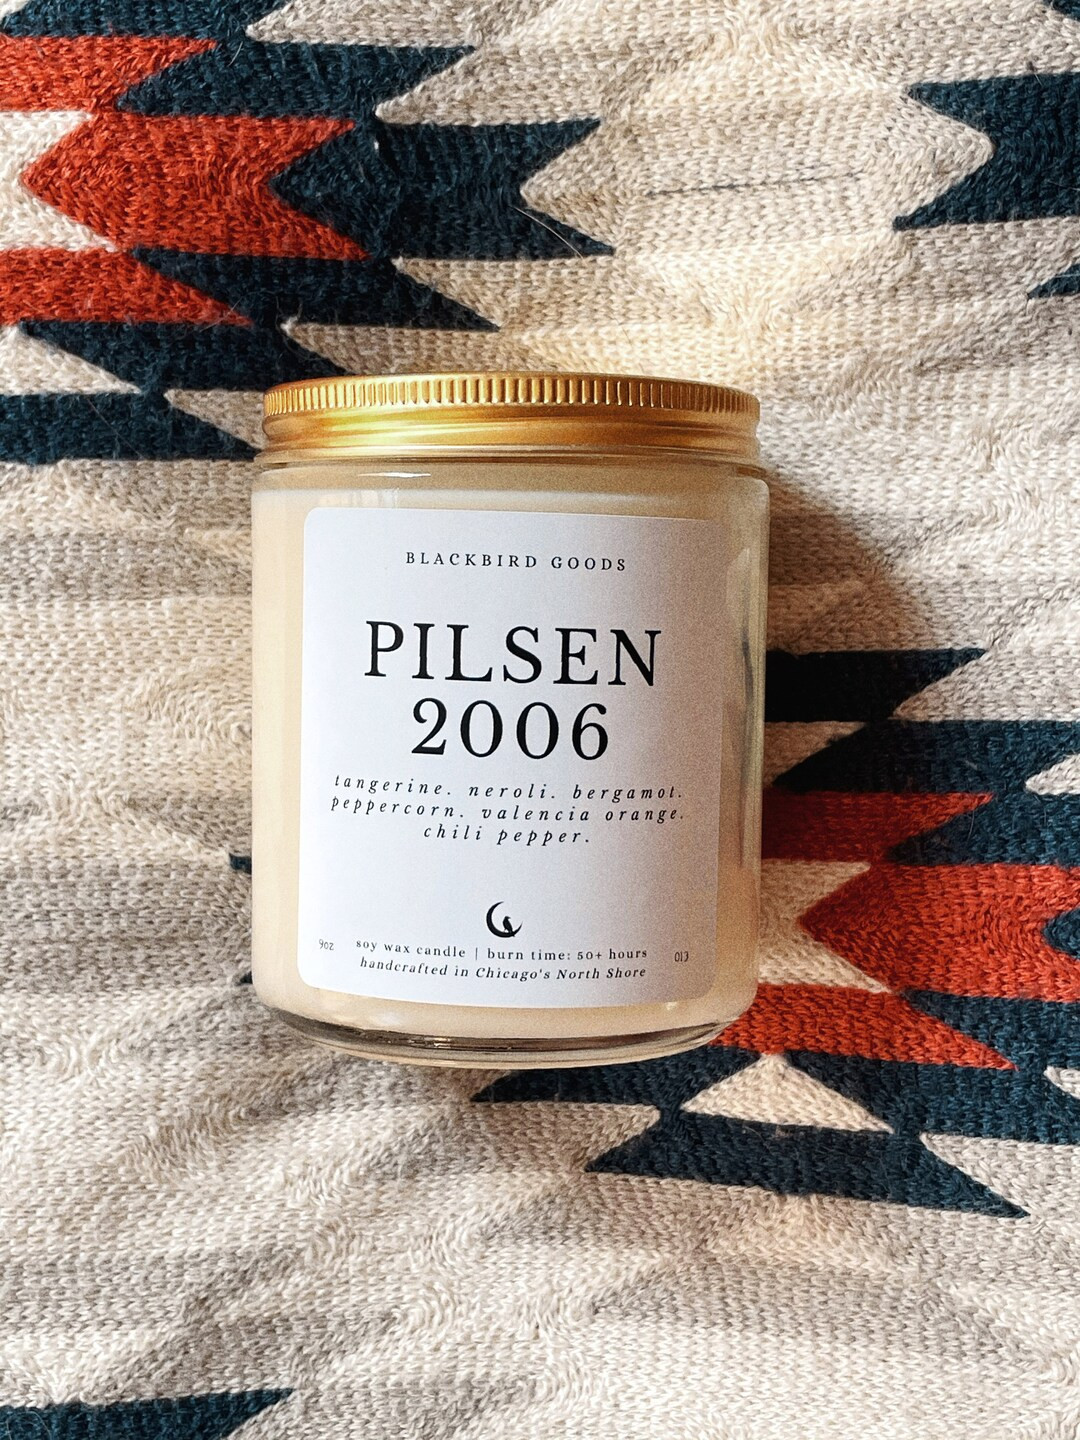 BLACKBIRD GOODS
PILSEN
2006
tangerine. neroli. bergamot.
peppercorn. valencia orange.
chili pepper.
9oz soy wax candle | burn time: 50+ hours 013
handcrafted in Chicago's North Shore